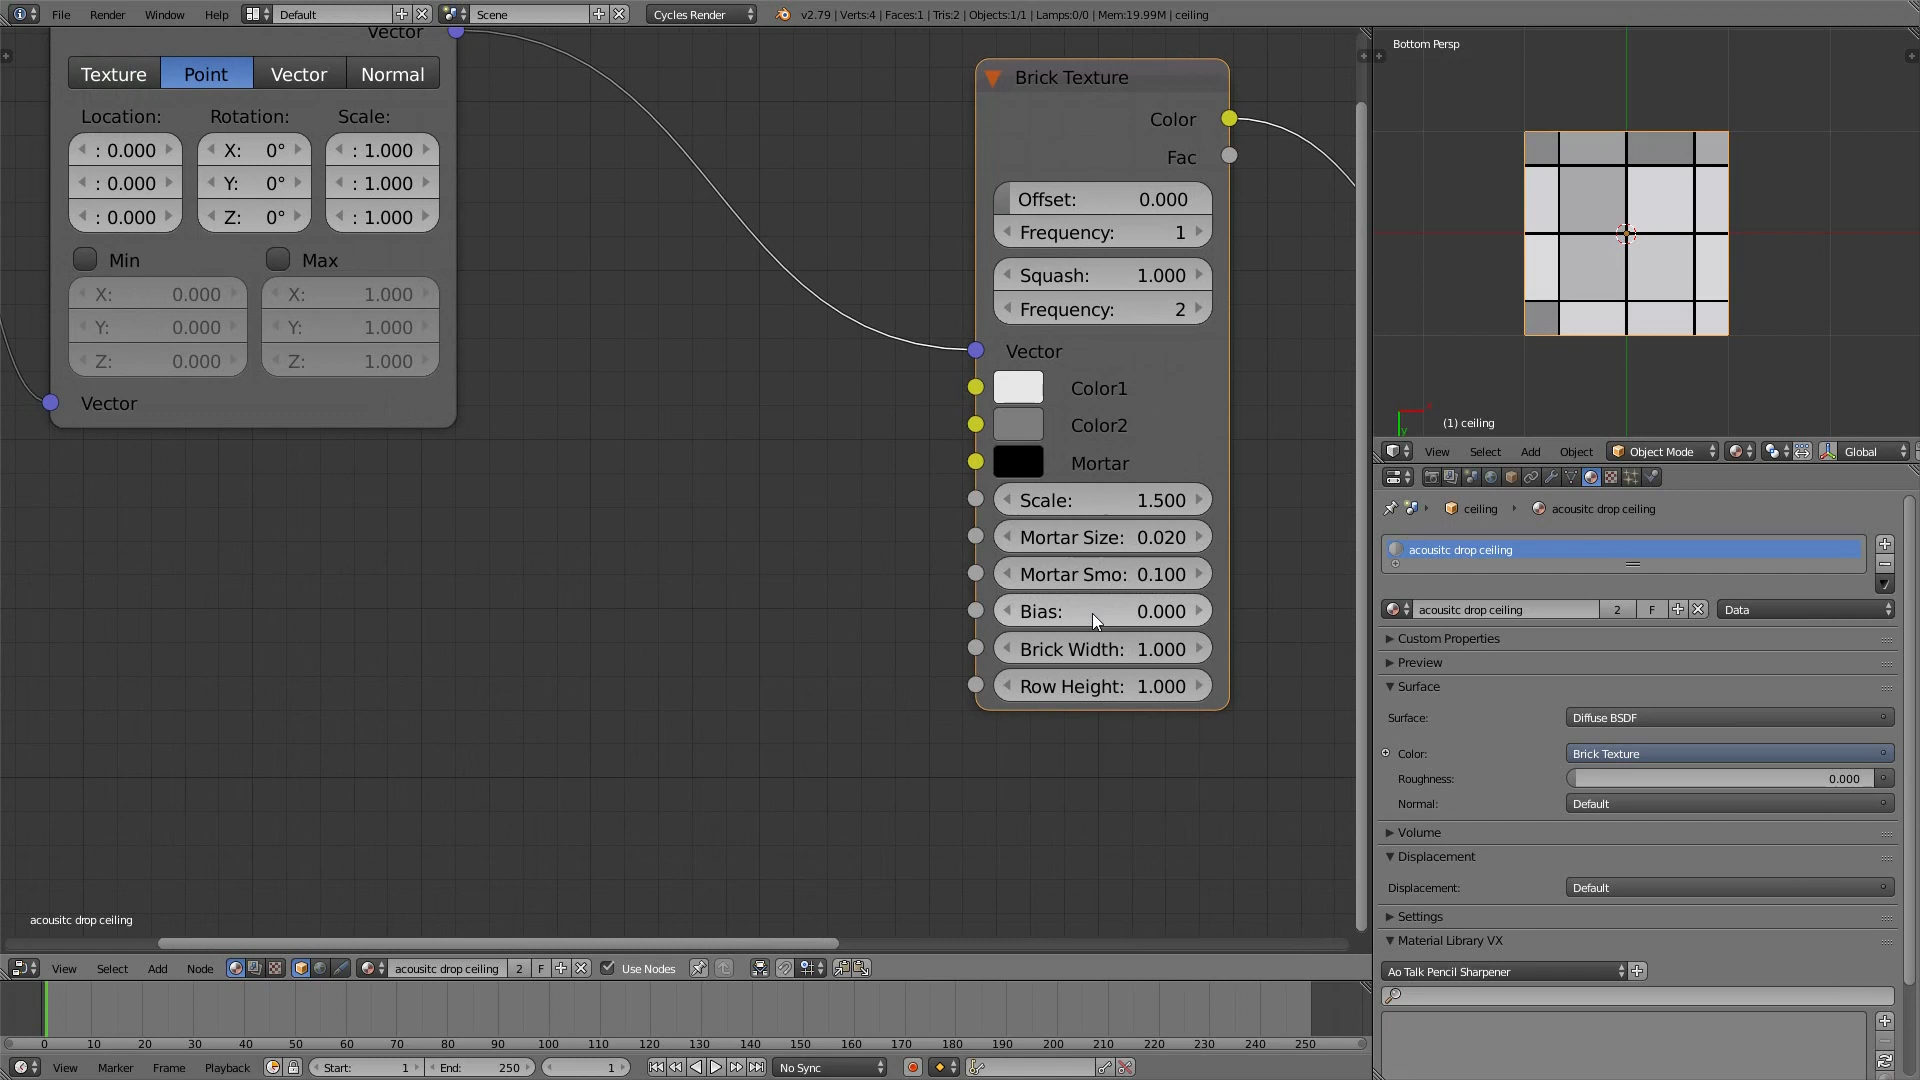 File Render Window Help Default Scene Cycles Render v2.79 | Verts:4 | Faces:1 | Tris:2 | Objects:1/1 | Lamps:0/0 | Mem:19.99M | ceiling
Vector
Texture Point Vector Normal
Location: Rotation: Scale:
: 0.000 X: 0° : 1.000
: 0.000 Y: 0° : 1.000
: 0.000 Z: 0° : 1.000
Min Max
X: 0.000 X: 1.000
Y: 0.000 Y: 1.000
Z: 0.000 Z: 1.000
Vector
Brick Texture
Color
Fac
Offset: 0.000
Frequency: 1
Squash: 1.000
Frequency: 2
Vector
Color1
Color2
Mortar
Scale: 1.500
Mortar Size: 0.020
Mortar Smo: 0.100
Bias: 0.000
Brick Width: 1.000
Row Height: 1.000
acousitc drop ceiling
View Select Add Node acousitc drop ceiling 2 F Use Nodes
0 10 20 30 40 50 60 70 80 90 100 110 120 130 140 150 160 170 180 190 200 210 220 230 240 250
View Marker Frame Playback Start: 1 End: 250 1 No Sync
Bottom Persp
y
(1) ceiling
View Select Add Object Object Mode Global
ceiling acousitc drop ceiling
acousitc drop ceiling
acousitc drop ceiling 2 F Data
Custom Properties
Preview
Surface
Surface: Diffuse BSDF
Color: Brick Texture
Roughness: 0.000
Normal: Default
Volume
Displacement
Displacement: Default
Settings
Material Library VX
Ao Talk Pencil Sharpener